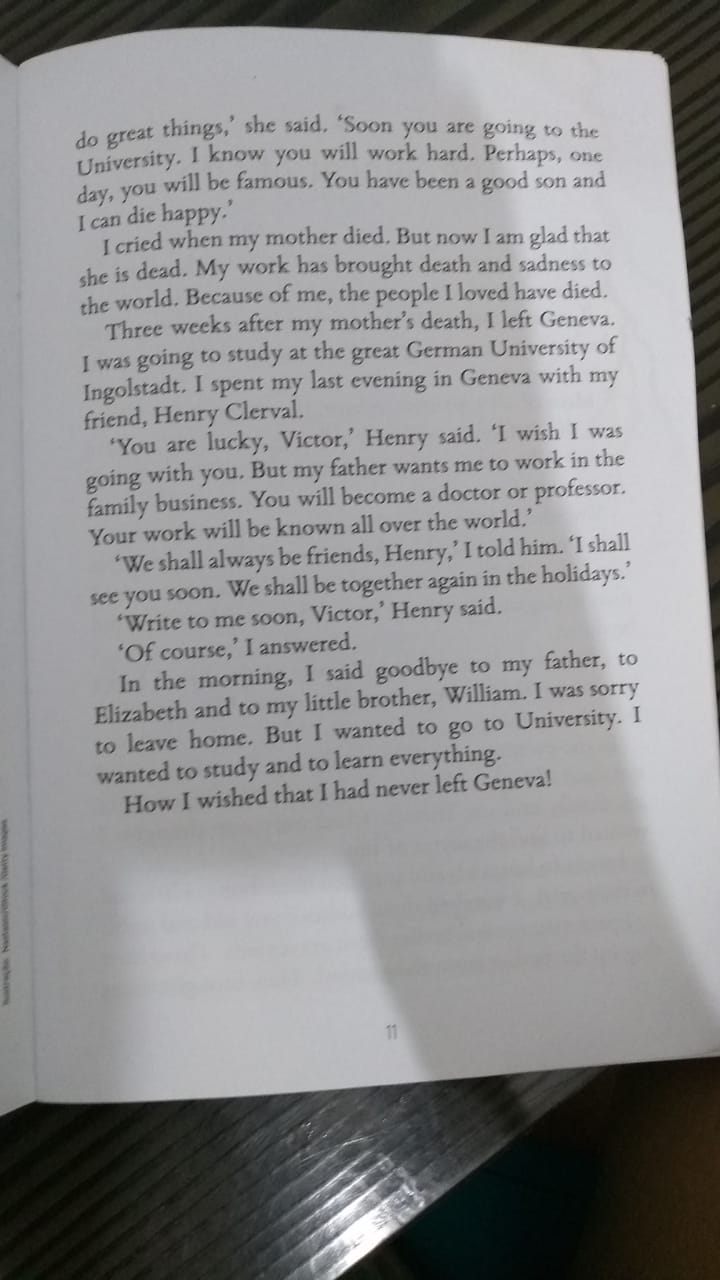 do great things,’ she said. ‘Soon you are going to the
University. I know you will work hard. Perhaps, one
day, you will be famous. You have been a good son and
I can die happy.’
I cried when my mother died. But now I am glad that
she is dead. My work has brought death and sadness to
the world. Because of me, the people I loved have died.
Three weeks after my mother’s death, I left Geneva.
I was going to study at the great German University of
Ingolstadt. I spent my last evening in Geneva with my
friend, Henry Clerval.
‘You are lucky, Victor,’ Henry said. ‘I wish I was
going with you. But my father wants me to work in the
family business. You will become a doctor or professor.
Your work will be known all over the world.’
‘We shall always be friends, Henry,’ I told him. ‘I shall
see you soon. We shall be together again in the holidays.’
‘Write to me soon, Victor,’ Henry said.
‘Of course,’ I answered.
In the morning, I said goodbye to my father, to
Elizabeth and to my little brother, William. I was sorry
to leave home. But I wanted to go to University. I
wanted to study and to learn everything.
How I wished that I had never left Geneva!
11